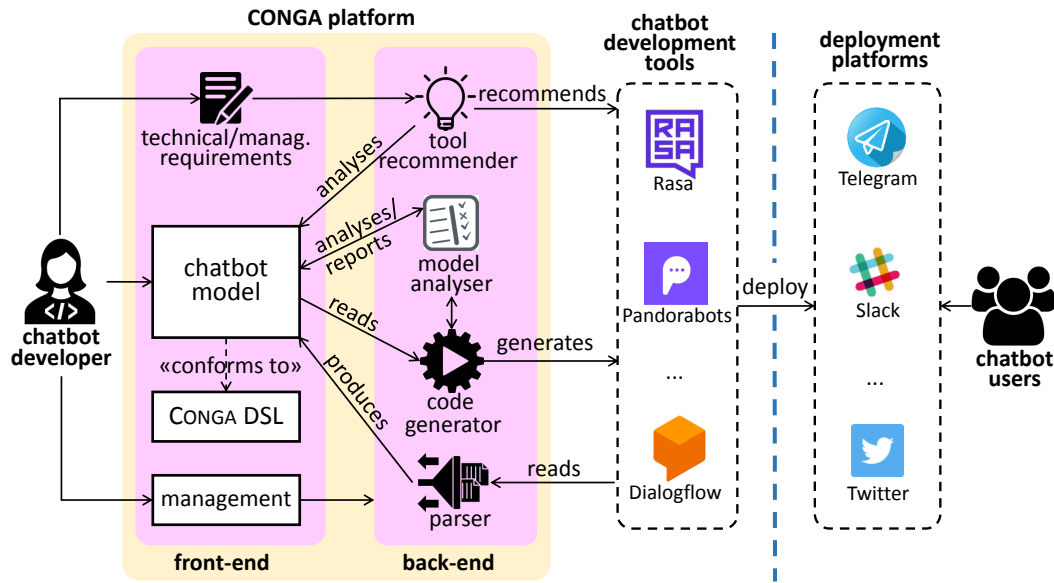 CONGA platform
chatbot
development
tools
deployment
platforms
technical/manag.
requirements
tool
recommender
recommends
analyses
RASA
Rasa
Telegram
chatbot
model
analyses/
reports
model
analyser
Pandorabots
deploy
Slack
</>
chatbot
developer
reads
«conforms to»
CONGA DSL
produces
code
generator
generates
...
...
chatbot
users
management
parser
reads
Dialogflow
Twitter
front-end
back-end